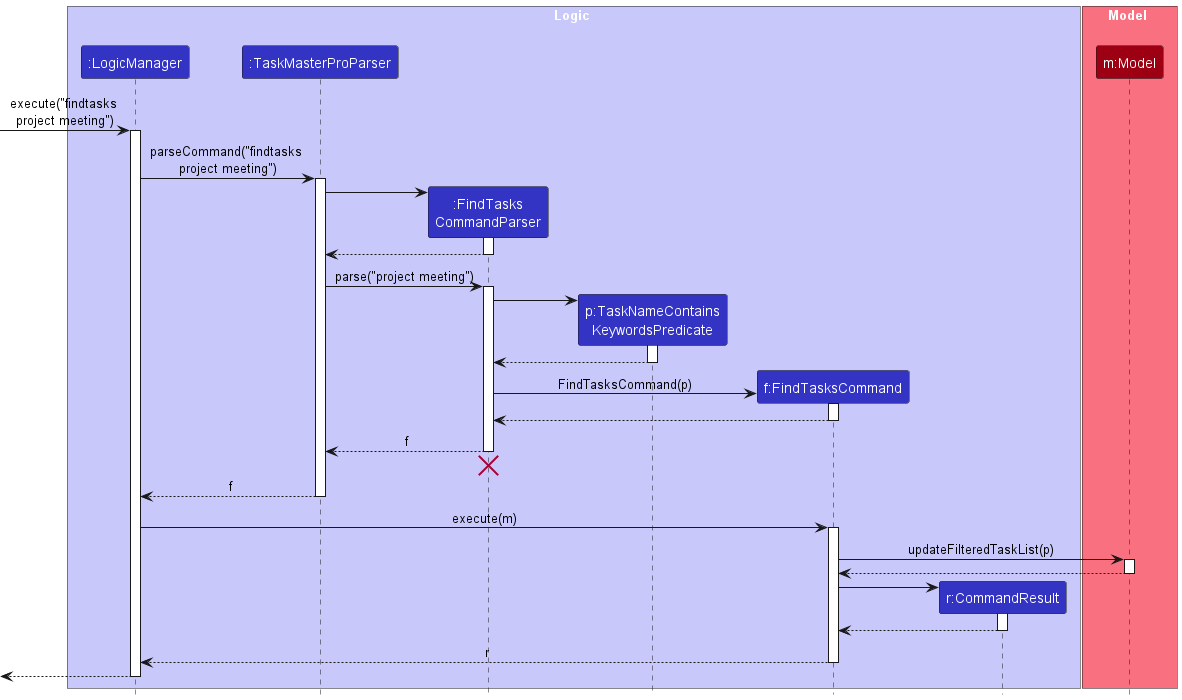 Logic
Model
:LogicManager
:TaskMasterProParser
m:Model
execute("findtasks
project meeting")
parseCommand("findtasks
project meeting")
:FindTasks
CommandParser
parse("project meeting")
p:TaskNameContains
KeywordsPredicate
FindTasksCommand(p)
f:FindTasksCommand
f
f
execute(m)
updateFilteredTaskList(p)
r:CommandResult
r